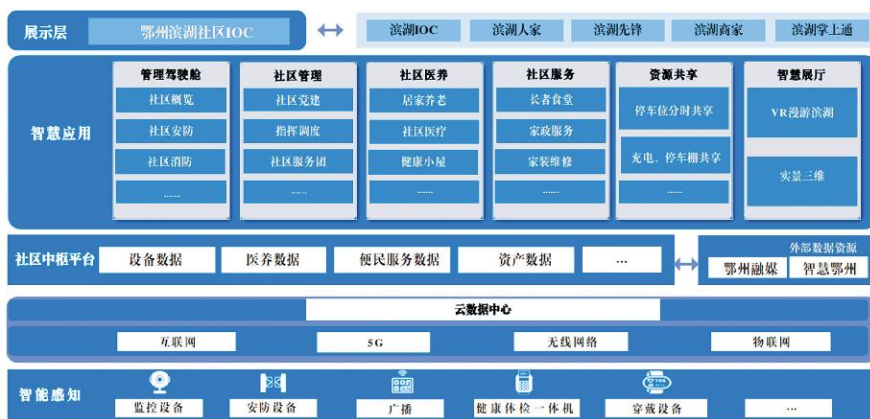 展示层
鄂州滨湖社区IOC
滨湖IOC
滨湖人家
滨湖先锋
滨湖商家
滨湖掌上通
智慧应用
管理驾驶舱
社区概览
社区安防
社区消防
......
社区管理
社区党建
指挥调度
社区服务团
......
社区医养
居家养老
社区医疗
健康小屋
......
社区服务
长者食堂
家政服务
家装维修
......
资源共享
停车位分时共享
充电、停车棚共享
......
智慧展厅
VR漫游滨湖
实景三维
社区中枢平台
设备数据
医养数据
便民服务数据
资产数据
...
外部数据资源
鄂州融媒
智慧鄂州
云数据中心
互联网
5G
无线网络
物联网
智能感知
监控设备
安防设备
广播
健康体检一体机
穿戴设备
...